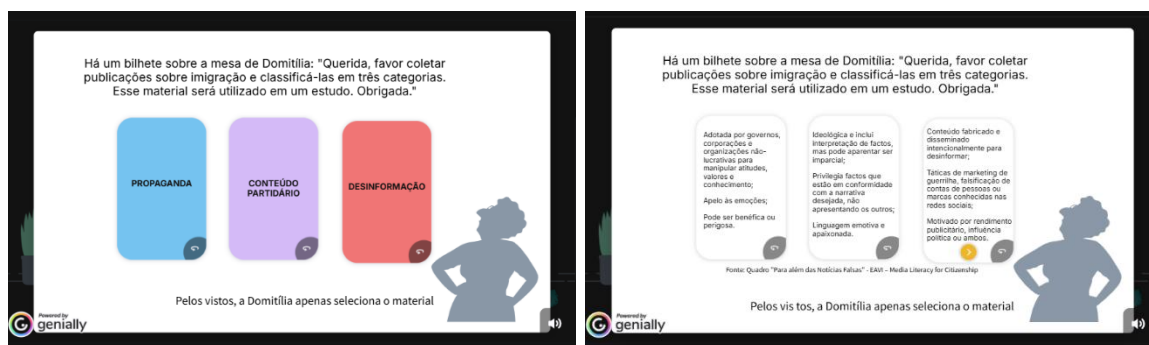 Há um bilhete sobre a mesa de Domitília: "Querida, favor coletar
publicações sobre imigração e classificá-las em três categorias.
Esse material será utilizado em um estudo. Obrigada."
PROPAGANDA
CONTEÚDO
PARTIDÁRIO
DESINFORMAÇÃO
Pelos vistos, a Domitília apenas seleciona o material
Powered by
genially
Há um bilhete sobre a mesa de Domitília: "Querida, favor coletar
publicações sobre imigração e classificá-las em três categorias.
Esse material será utilizado em um estudo. Obrigada."
Adotada por governos,
corporações e
organizações não-
lucrativas para
manipular atitudes,
valores e
conhecimento;
Apelo às emoções;
Pode ser benéfica ou
perigosa.
Ideológica e inclui
interpretação de factos,
mas pode aparentar ser
imparcial;
Privilegia factos que
estão em conformidade
com a narrativa
desejada, não
apresentando os outros;
Linguagem emotiva e
apaixonada.
Conteúdo fabricado e
disseminado
intencionalmente para
desinformar;
Táticas de marketing de
guerrilha, falsificação de
contas de pessoas ou
marcas conhecidas nas
redes sociais;
Motivado por rendimento
publicitário, influência
política ou ambos.
Fonte: Quadro "Para além das Notícias Falsas" - EAVI – Media Literacy for Citizenship
Pelos vis tos, a Domitília apenas seleciona o material
Powered by
genially